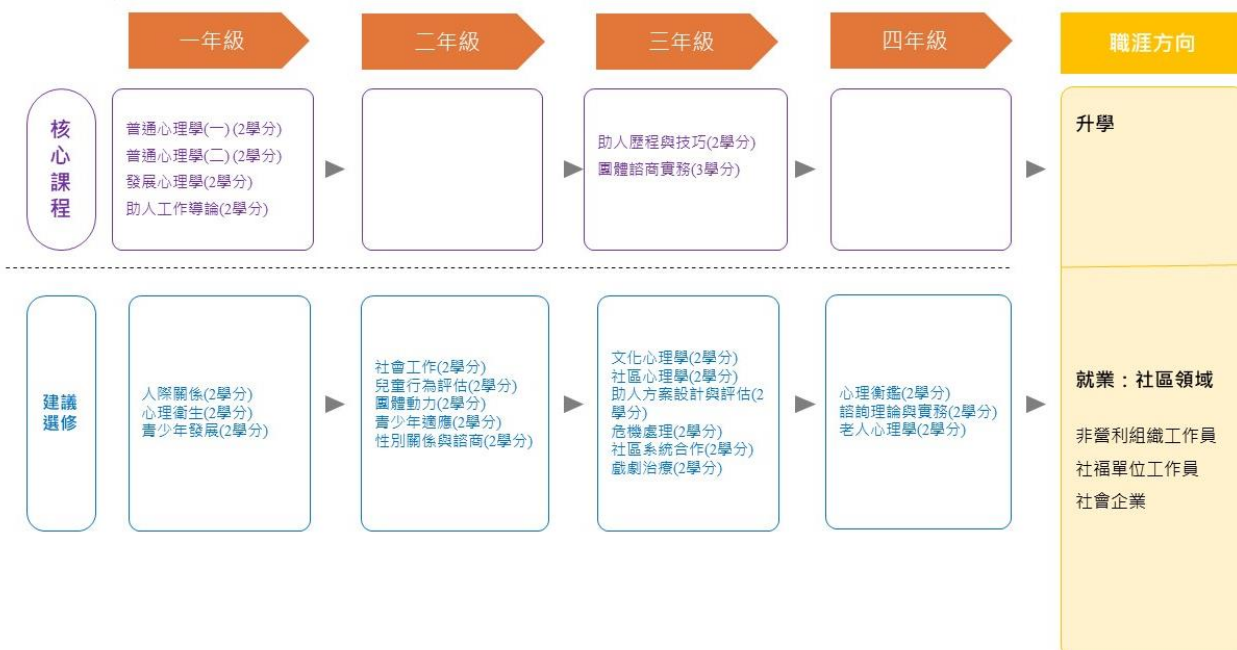 一年級
二年級
三年級
四年級
職涯方向
核心課程
普通心理學(一)(2學分)
普通心理學(二)(2學分)
發展心理學(2學分)
助人工作導論(2學分)
助人歷程與技巧(2學分)
團體諮商實務(3學分)
升學
建議
選修
人際關係(2學分)
心理衛生(2學分)
青少年發展(2學分)
社會工作(2學分)
兒童行為評估(2學分)
團體動力(2學分)
青少年適應(2學分)
性別關係與諮商(2學分)
文化心理學(2學分)
社區心理學(2學分)
助人方案設計與評估(2
學分)
危機處理(2學分)
社區系統合作(2學分)
戲劇治療(2學分)
心理衡鑑(2學分)
諮詢理論與實務(2學分)
老人心理學(2學分)
就業：社區領域
非營利組織工作員
社福單位工作員
社會企業